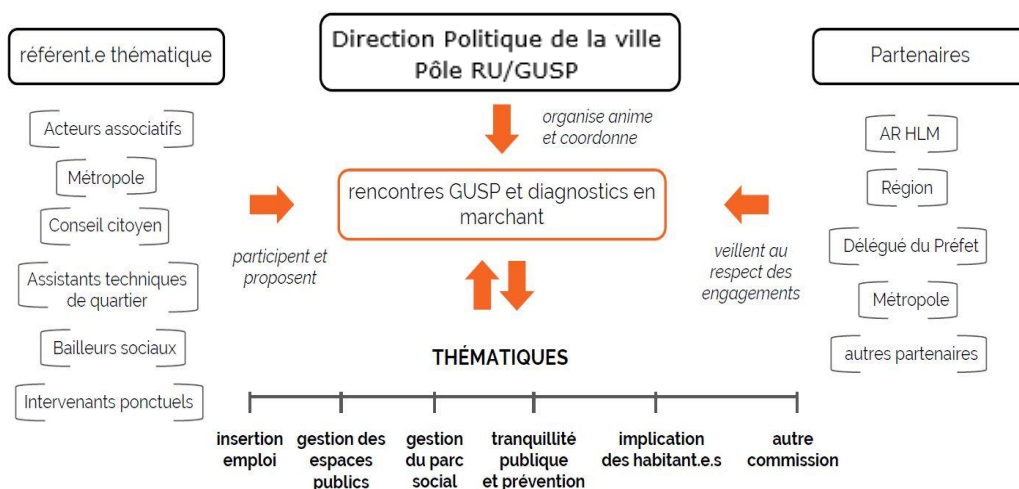 référent.e thématique
Acteurs associatifs
Métropole
Conseil citoyen
Assistants techniques
de quartier
Bailleurs sociaux
Intervenants ponctuels
participent et
proposent
Direction Politique de la ville
Pôle RU/GUSP
organise anime
et coordonne
rencontres GUSP et diagnostics en
marchant
veillent au
respect des
engagements
Partenaires
AR HLM
Région
Délégué du Préfet
Métropole
autres partenaires
THÉMATIQUES
insertion
emploi
gestion des
espaces
publics
gestion
du parc
social
tranquillité
publique
et prévention
implication
des habitant.e.s
autre
commission